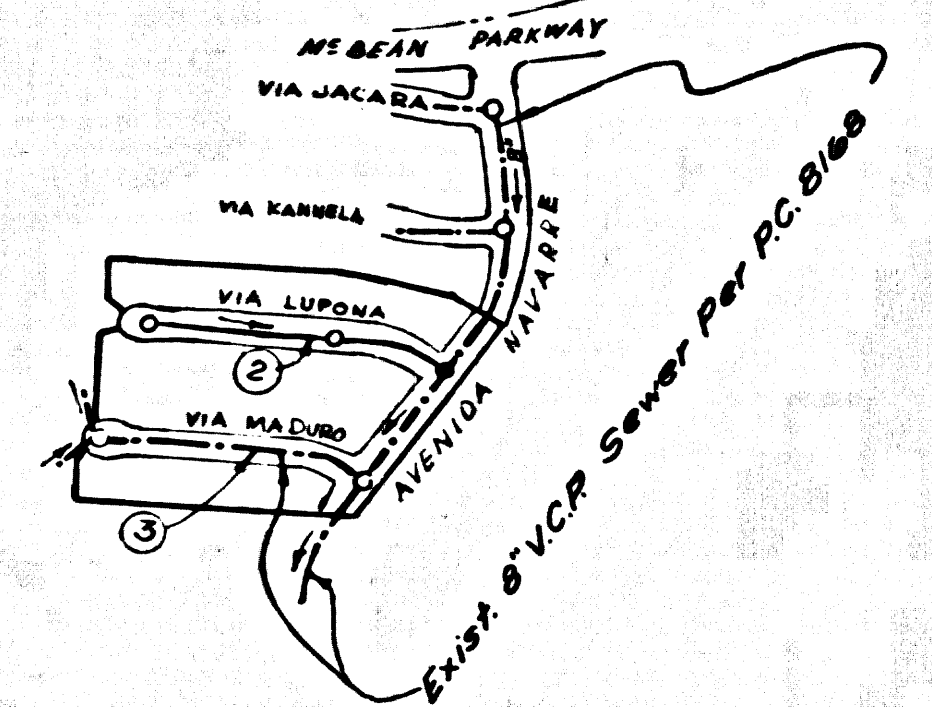 McBEAN PARKWAY
VIA JACARA
8"
VIA KANNELA
VIA LUPONA
2
VIA MADURO
3
AVENIDA NAVARRE
Exist. 8" V.C.P. Sewer Per P.C. 8168